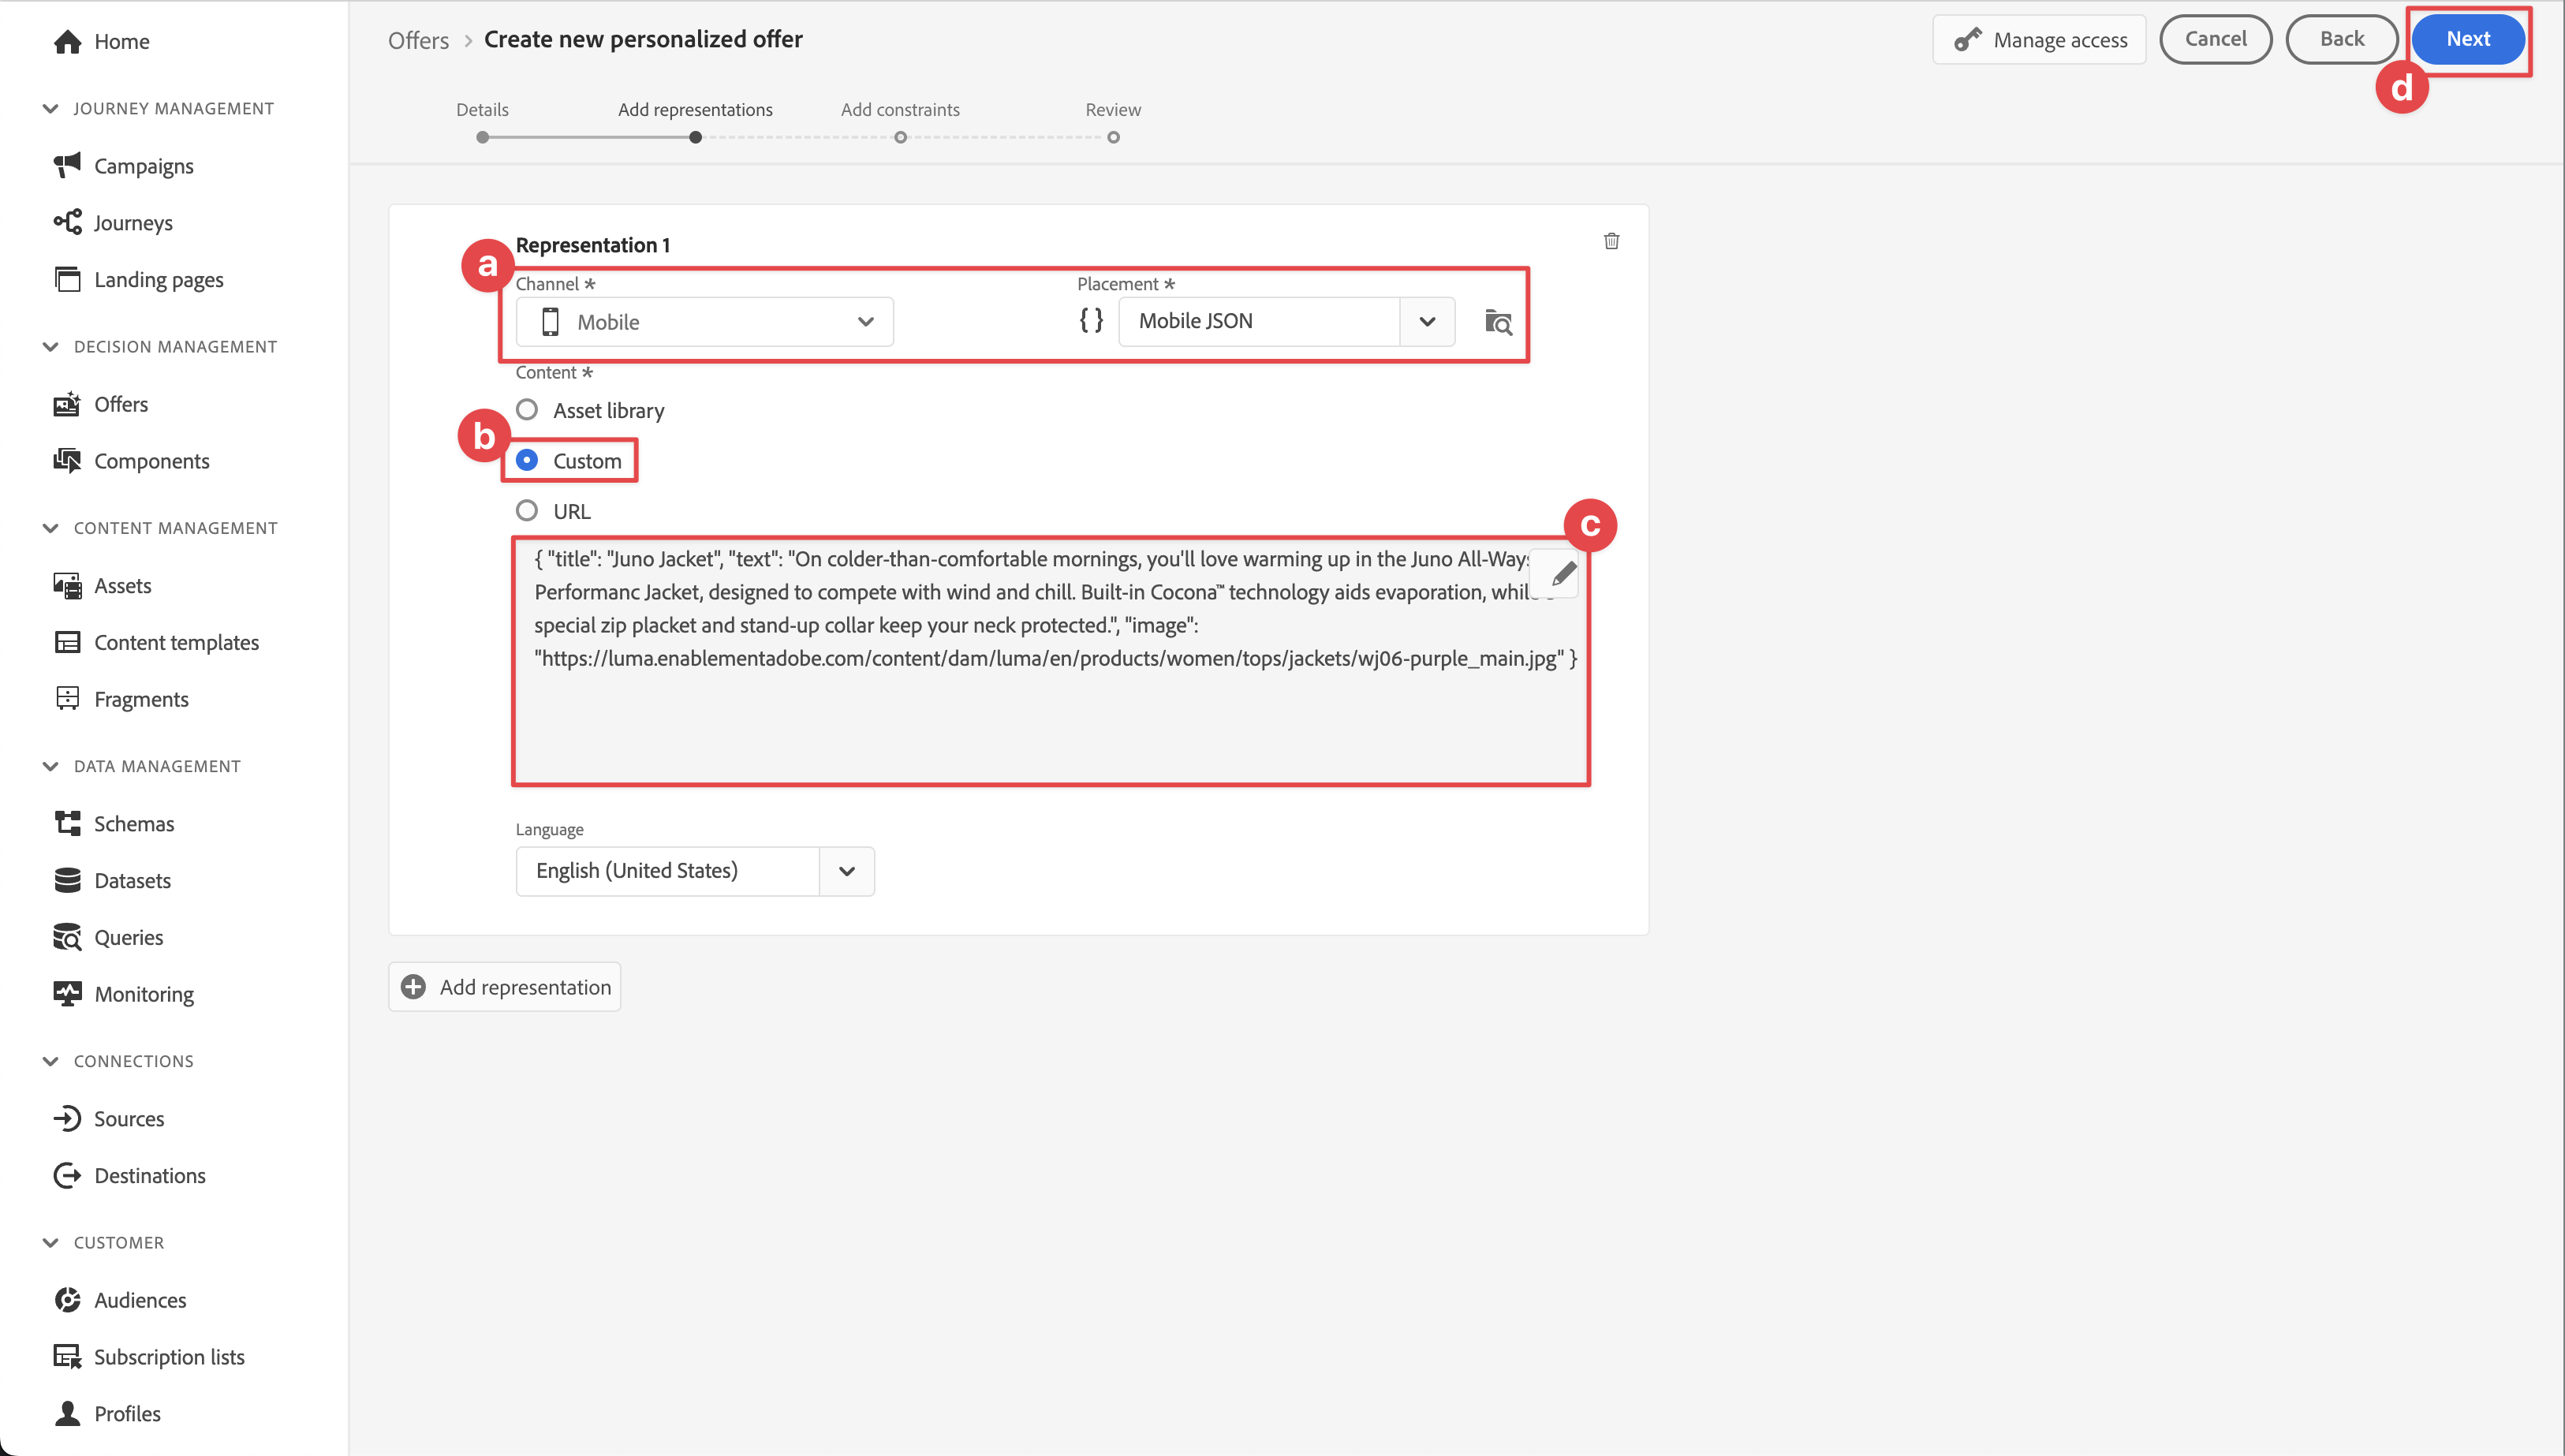 Home
JOURNEY MANAGEMENT
Campaigns
Journeys
Landing pages
DECISION MANAGEMENT
Offers
Components
CONTENT MANAGEMENT
Assets
Content templates
Fragments
DATA MANAGEMENT
Schemas
Datasets
Queries
Monitoring
CONNECTIONS
Sources
Destinations
CUSTOMER
Audiences
Subscription lists
Profiles
Offers > Create new personalized offer
Manage access
Cancel
Back
Next
d
Details
Add representations
Add constraints
Review
Representation 1
a
Channel *
Placement *
Mobile
{ } Mobile JSON
Content *
Asset library
b
Custom
URL
c
{ "title": "Juno Jacket", "text": "On colder-than-comfortable mornings, you'll love warming up in the Juno All-Ways
Performanc Jacket, designed to compete with wind and chill. Built-in Cocona™ technology aids evaporation,
special zip placket and stand-up collar keep your neck protected.", "image":
"https://luma.enablementadobe.com/content/dam/luma/en/products/women/tops/jackets/wj06-purple_main.jpg" }
Language
English (United States)
Add representation